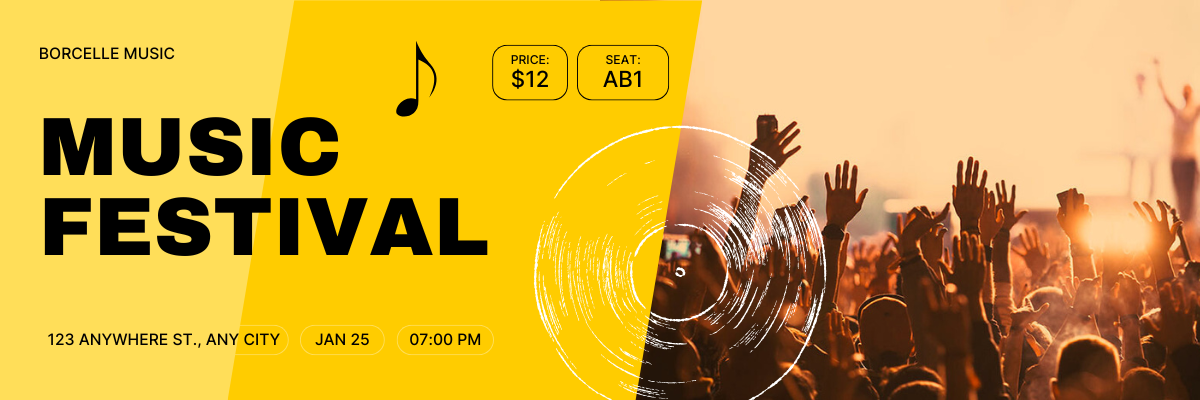 BORCELLE MUSIC
PRICE:
$12
SEAT:
AB1
MUSIC
FESTIVAL
123 ANYWHERE ST., ANY CITY
JAN 25
07:00 PM